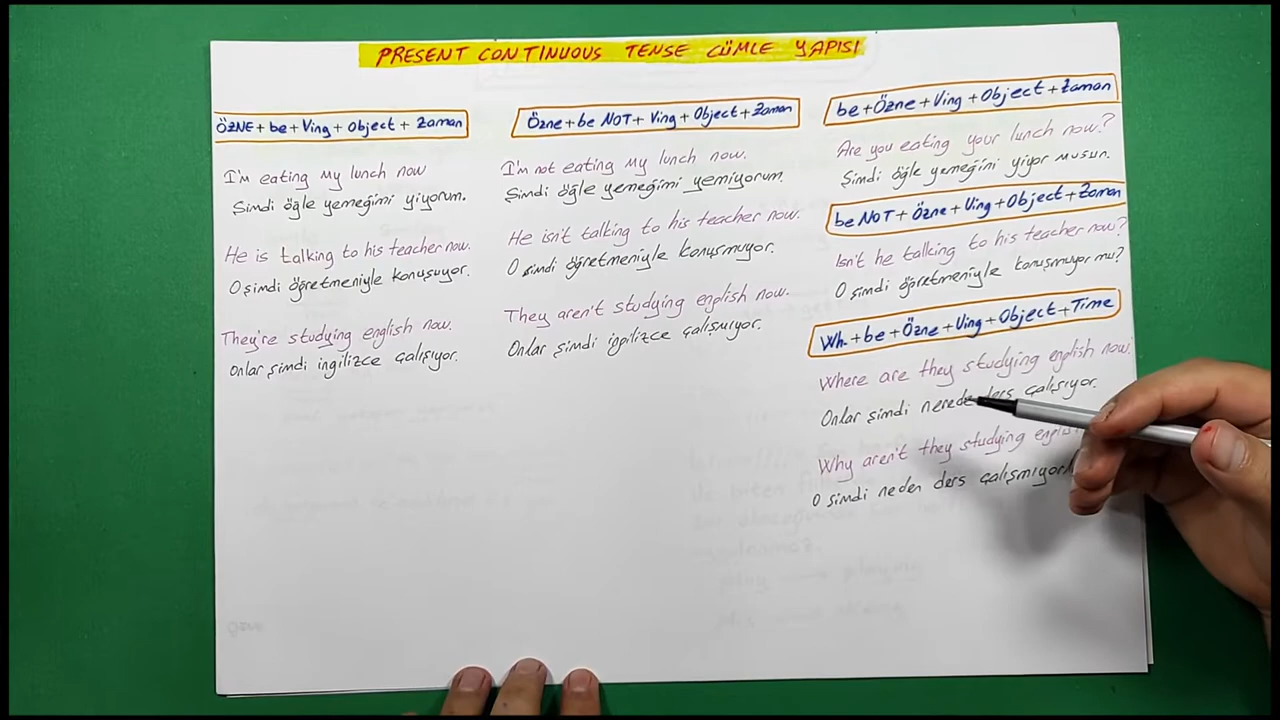 PRESENT CONTINUOUS TENSE CÜMLE YAPISI
ÖZNE + be + Ving + Object + Zaman
I'm eating my lunch now
Şimdi öğle yemeğimi yiyorum.
He is talking to his teacher now.
O şimdi öğretmeniyle konuşuyor.
They're studying english now.
Onlar şimdi ingilizce çalışıyor.
Özne + be NOT + Ving + Object + Zaman
I'm not eating my lunch now.
Şimdi öğle yemeğimi yemiyorum.
He isn't talking to his teacher now.
O şimdi öğretmeniyle konuşmuyor.
They aren't studying english now.
Onlar şimdi ingilizce çalışmıyor.
be + Özne + Ving + Object + Zaman
Are you eating your lunch now?
Şimdi öğle yemeğini yiyor musun.
be NOT + Özne + Ving + Object + Zaman
Isn't he talking to his teacher now?
O şimdi öğretmeniyle konuşmuyor mu?
Wh. + be + Özne + Ving + Object + Time
Where are they studying english now.
Onlar şimdi nerede ders çalışıyor.
Why aren't they studying
O şimdi neden ders çalışmıyor